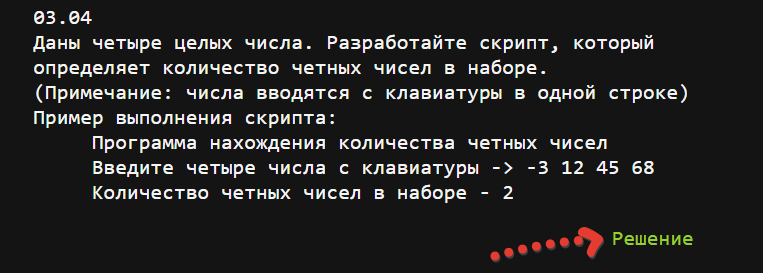 03.04
Даны четыре целых числа. Разработайте скрипт, который
определяет количество четных чисел в наборе.
(Примечание: числа вводятся с клавиатуры в одной строке)
Пример выполнения скрипта:
Программа нахождения количества четных чисел
Введите четыре числа с клавиатуры -> -3 12 45 68
Количество четных чисел в наборе - 2
Решение